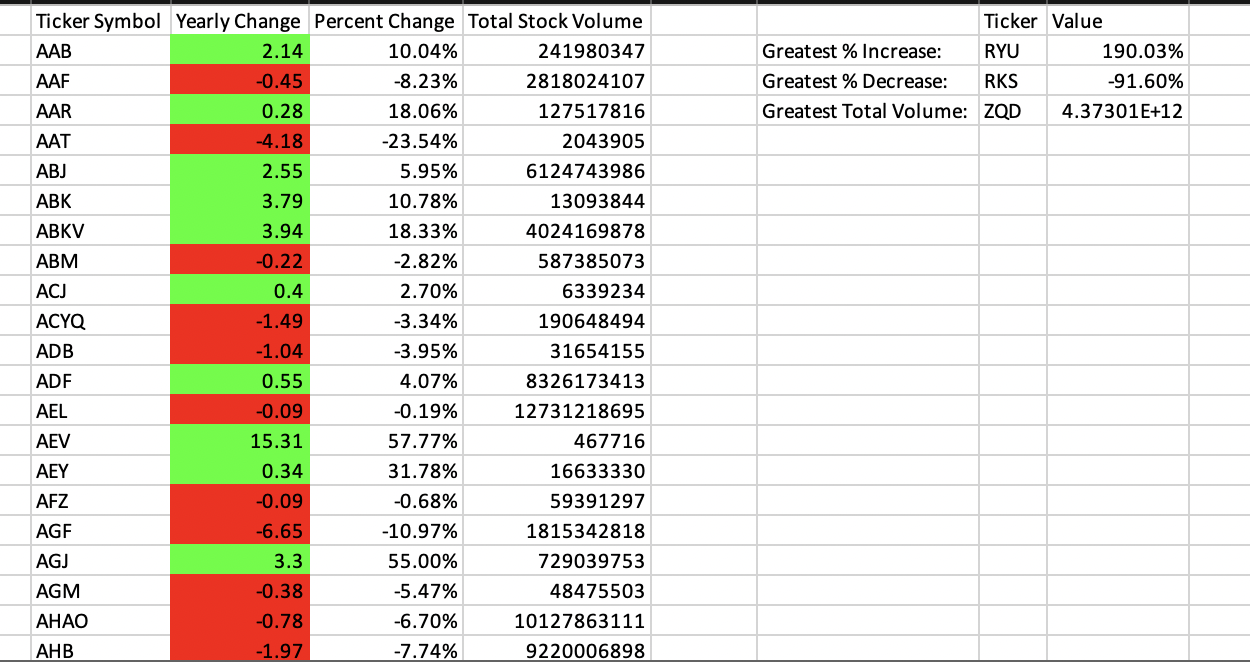 Ticker Symbol Yearly Change Percent Change Total Stock Volume Ticker Value
AAB 2.14 10.04% 241980347 Greatest % Increase: RYU 190.03%
AAF -0.45 -8.23% 2818024107 Greatest % Decrease: RKS -91.60%
AAR 0.28 18.06% 127517816 Greatest Total Volume: ZQD 4.37301E+12
AAT -4.18 -23.54% 2043905
ABJ 2.55 5.95% 6124743986
ABK 3.79 10.78% 13093844
ABKV 3.94 18.33% 4024169878
ABM -0.22 -2.82% 587385073
ACJ 0.4 2.70% 6339234
ACYQ -1.49 -3.34% 190648494
ADB -1.04 -3.95% 31654155
ADF 0.55 4.07% 8326173413
AEL -0.09 -0.19% 12731218695
AEV 15.31 57.77% 467716
AEY 0.34 31.78% 16633330
AFZ -0.09 -0.68% 59391297
AGF -6.65 -10.97% 1815342818
AGJ 3.3 55.00% 729039753
AGM -0.38 -5.47% 48475503
AHAO -0.78 -6.70% 10127863111
AHB -1.97 -7.74% 9220006898